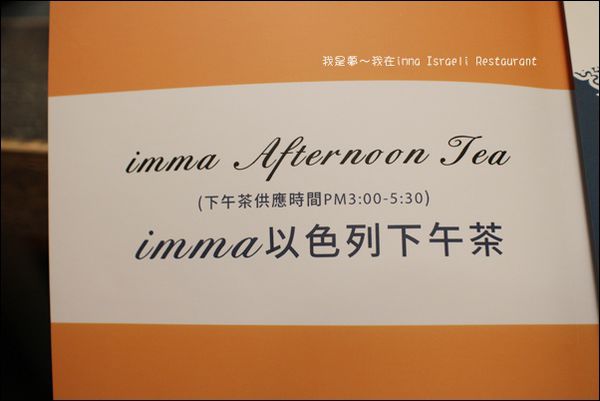 我是夢～我在inna Israeli Restaurant
imma Afternoon Tea
(下午茶供應時間PM3:00-5:30)
imma以色列下午茶